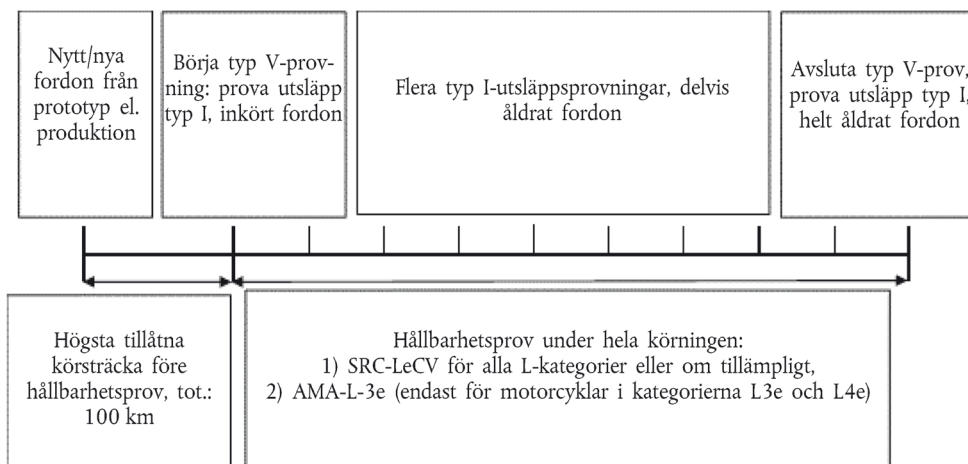 Nytt/nya
fordon från
prototyp el.
produktion
Börja typ V-prov-
ning: prova utsläpp
typ I, inkört fordon
Flera typ I-utsläppsprovningar, delvis
åldrat fordon
Avsluta typ V-prov,
prova utsläpp typ I,
helt åldrat fordon
Högsta tillåtna
körsträcka före
hållbarhetsprov, tot.:
100 km
Hållbarhetsprov under hela körningen:
1) SRC-LeCV för alla L-kategorier eller om tillämpligt,
2) AMA-L-3e (endast för motorcyklar i kategorierna L3e och L4e)